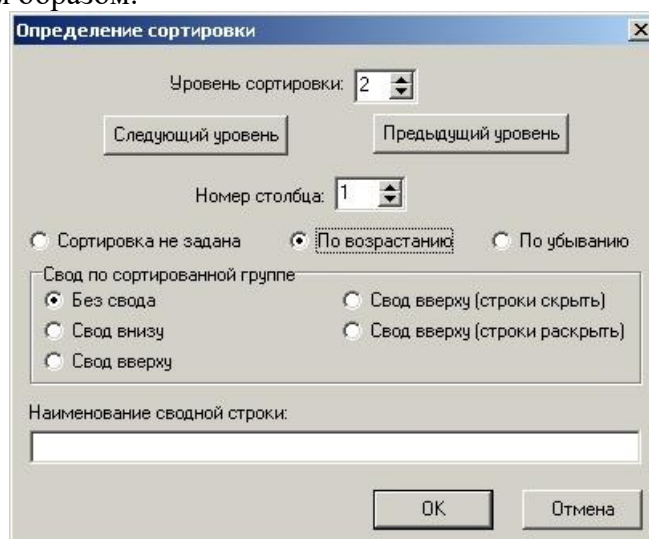 образом:
Определение сортировки
Уровень сортировки: 2
Следующий уровень Предыдущий уровень
Номер столбца: 1
Сортировка не задана По возрастанию По убыванию
Свод по сортированной группе
Без свода Свод вверху (строки скрыть)
Свод внизу Свод вверху (строки раскрыть)
Свод вверху
Наименование сводной строки:
OK Отмена